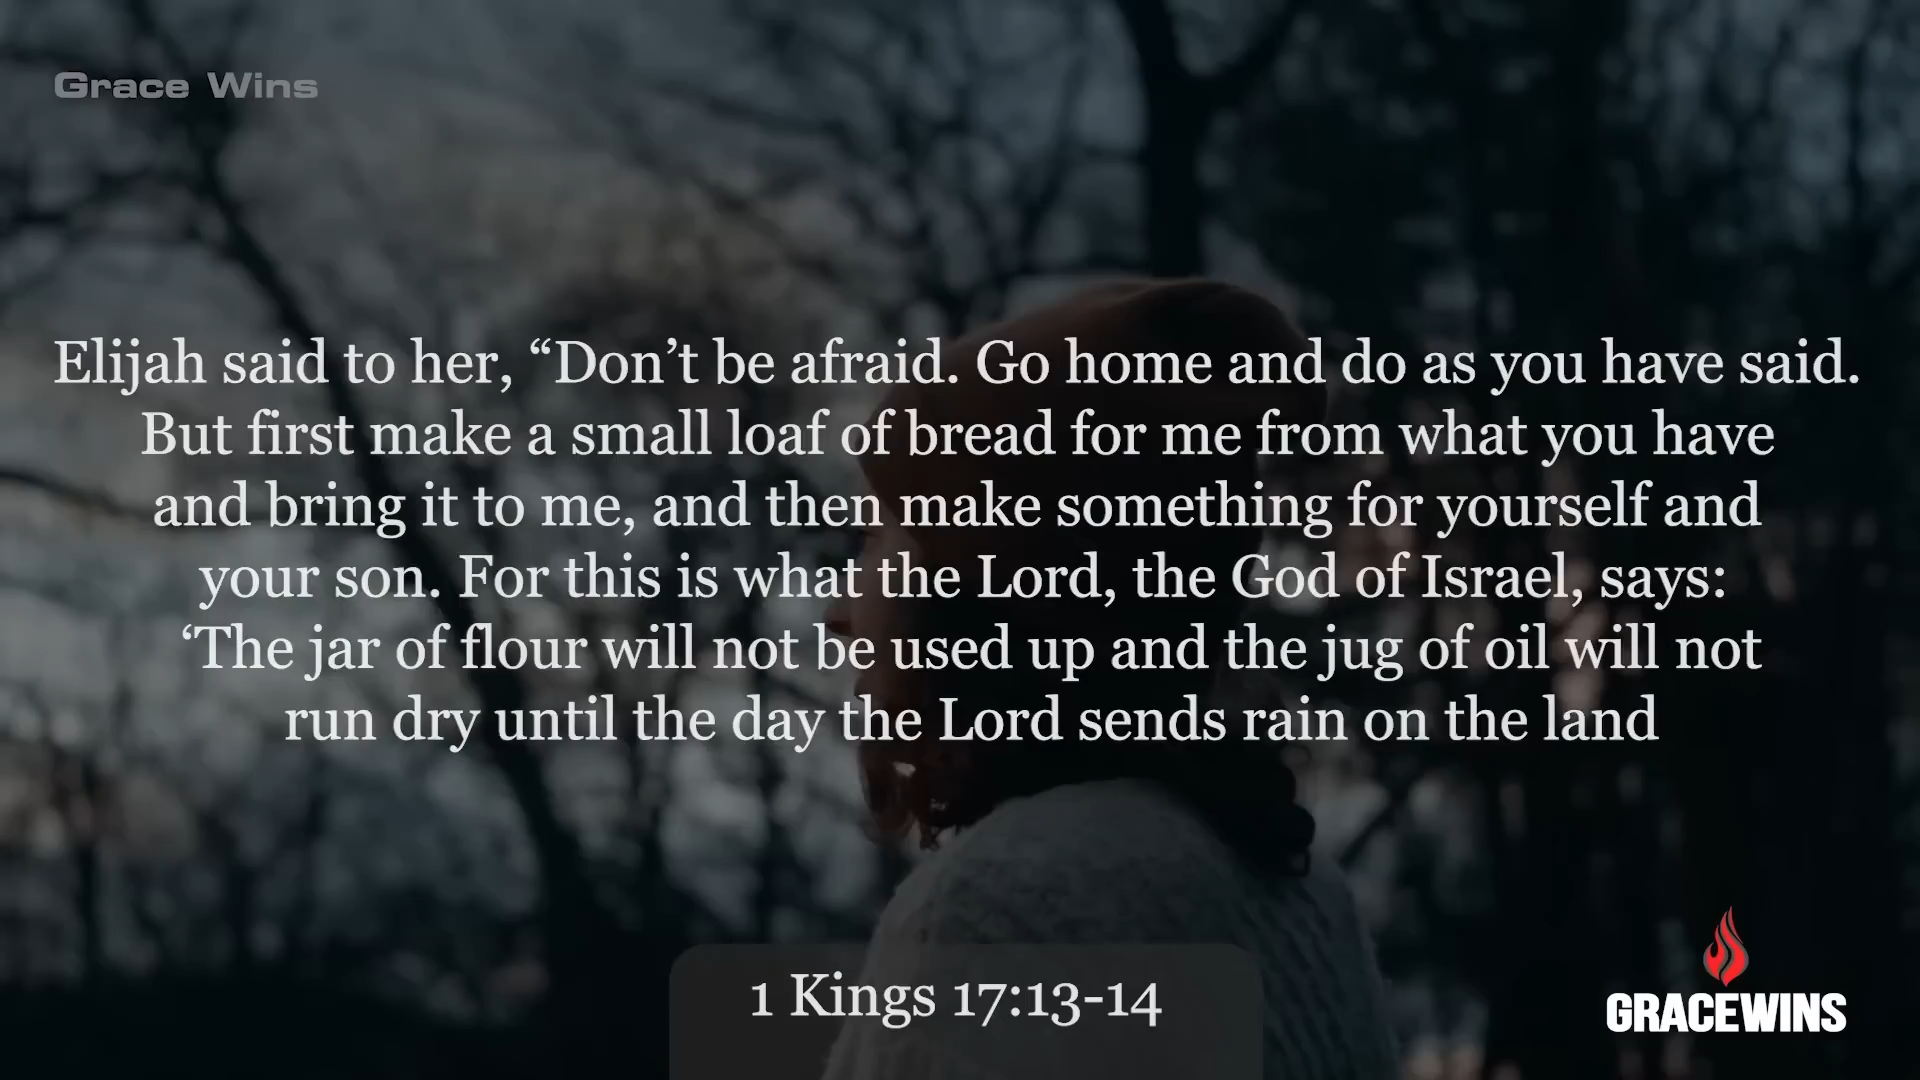 Grace Wins
Elijah said to her, “Don’t be afraid. Go home and do as you have said.
But first make a small loaf of bread for me from what you have
and bring it to me, and then make something for yourself and
your son. For this is what the Lord, the God of Israel, says:
‘The jar of flour will not be used up and the jug of oil will not
run dry until the day the Lord sends rain on the land
1 Kings 17:13-14
GRACEWINS